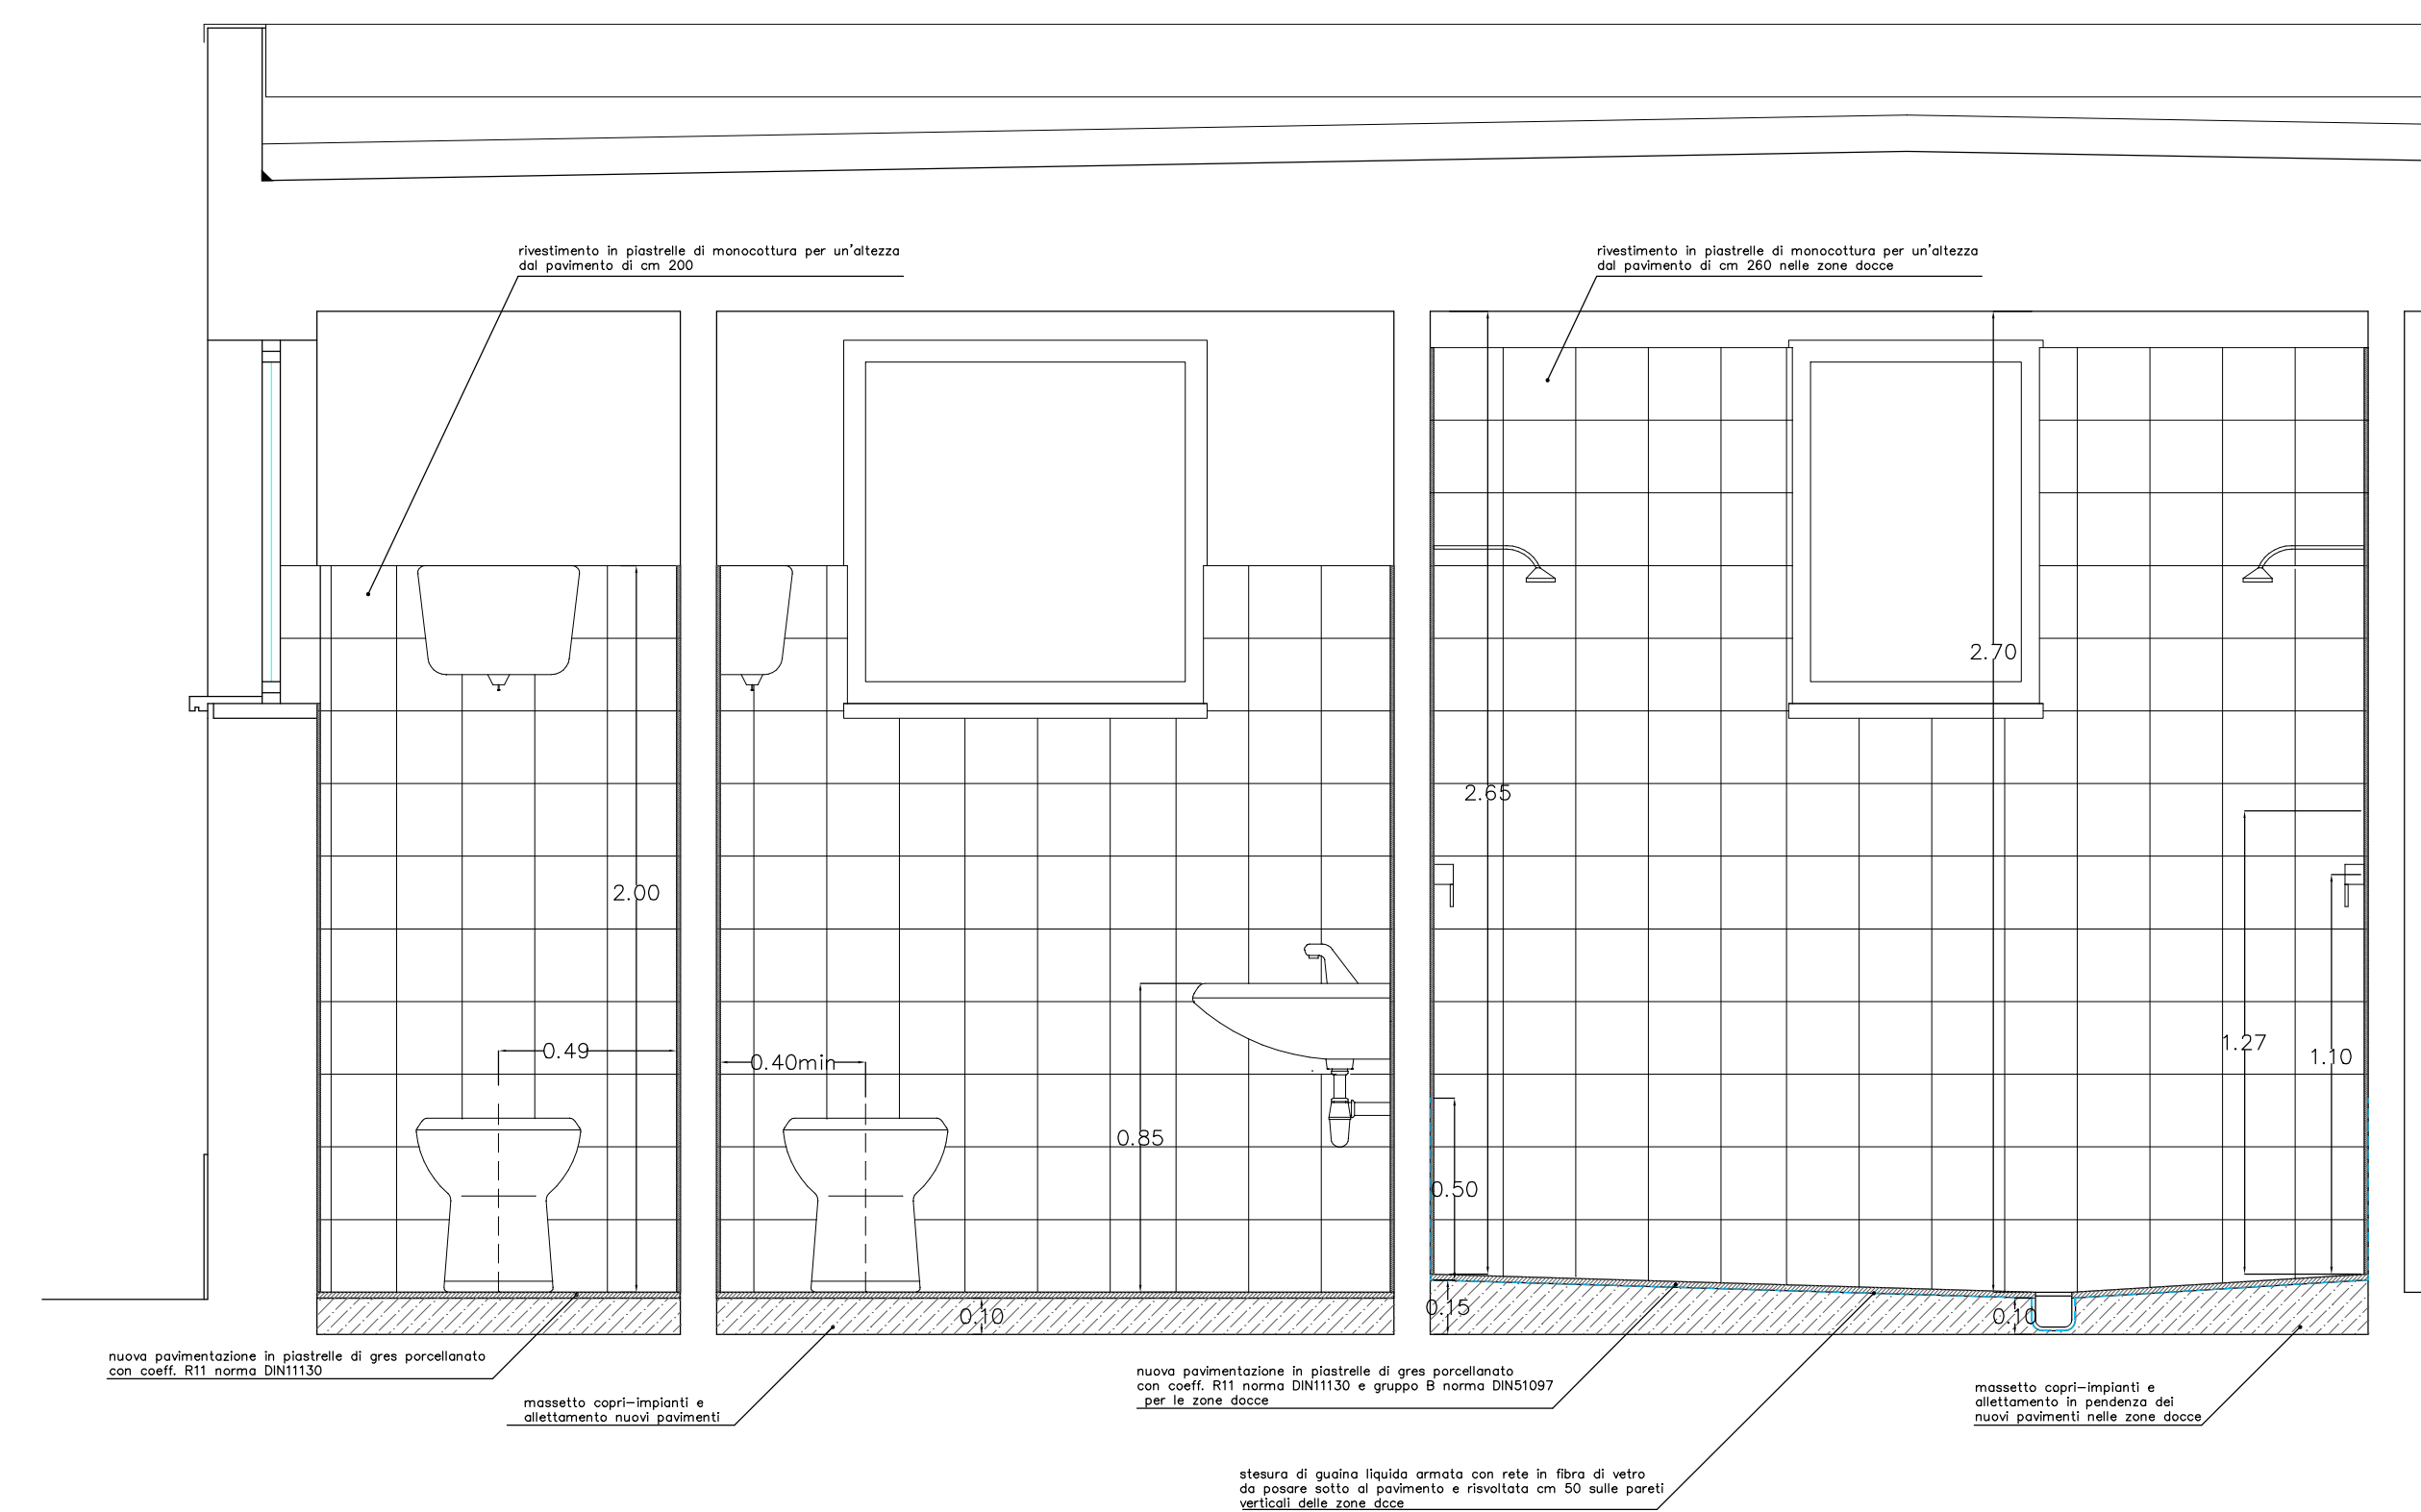 rivestimento in piastrelle di monocottura per un'altezza
dal pavimento di cm 200
rivestimento in piastrelle di monocottura per un'altezza
dal pavimento di cm 260 nelle zone docce
2.70
2.65
2.00
1.27
1.10
0.49
0.40min
0.85
0.50
0.15
0.10
0.10
nuova pavimentazione in piastrelle di gres porcellanato
con coeff. R11 norma DIN11130
massetto copri-impianti e
allettamento nuovi pavimenti
nuova pavimentazione in piastrelle di gres porcellanato
con coeff. R11 norma DIN11130 e gruppo B norma DIN51097
per le zone docce
massetto copri-impianti e
allettamento in pendenza dei
nuovi pavimenti nelle zone docce
stesura di guaina liquida armata con rete in fibra di vetro
da posare sotto al pavimento e risvoltata cm 50 sulle pareti
verticali delle zone dcce